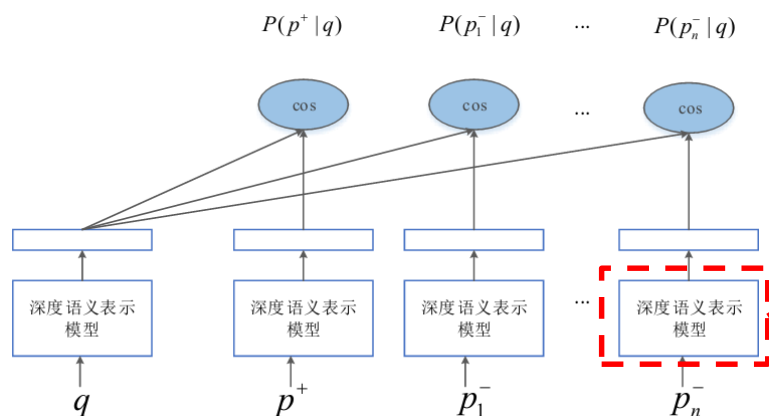 P(p⁺|q) P(p₁⁻|q) ... P(pₙ⁻|q)
cos cos ... cos
深度语义表示
模型
深度语义表示
模型
深度语义表示
模型
...
深度语义表示
模型
q p⁺ p₁⁻ pₙ⁻